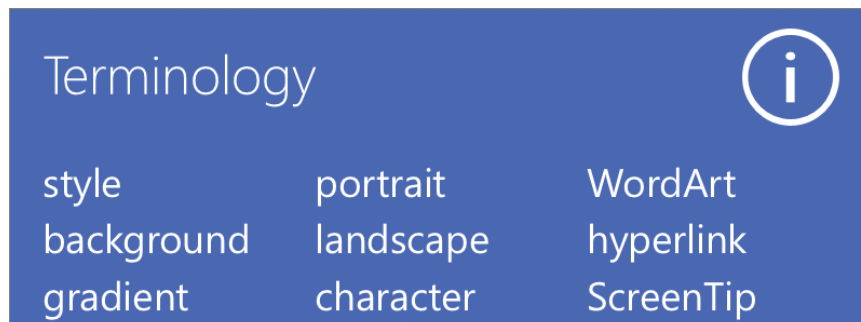 Terminology
style portrait WordArt
background landscape hyperlink
gradient character ScreenTip